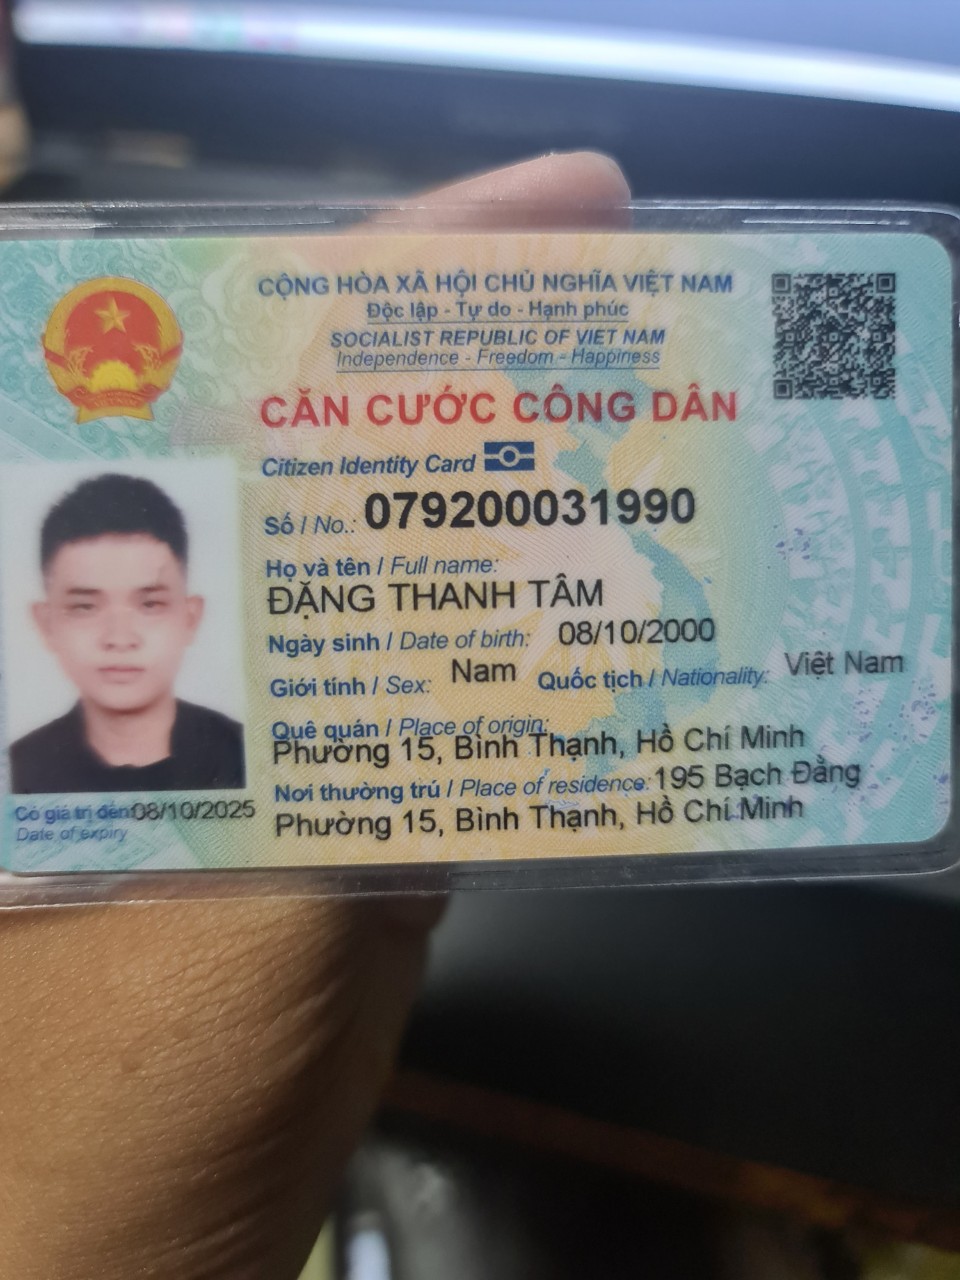 CỘNG HÒA XÃ HỘI CHỦ NGHĨA VIỆT NAM
Độc lập - Tự do - Hạnh phúc
SOCIALIST REPUBLIC OF VIET NAM
Independence - Freedom - Happiness
CĂN CƯỚC CÔNG DÂN
Citizen Identity Card
Số / No.: 079200031990
Họ và tên / Full name:
ĐẶNG THANH TÂM
Ngày sinh / Date of birth: 08/10/2000
Giới tính / Sex: Nam Quốc tịch / Nationality: Việt Nam
Quê quán / Place of origin:
Phường 15, Bình Thạnh, Hồ Chí Minh
Nơi thường trú / Place of residence: 195 Bạch Đằng
Phường 15, Bình Thạnh, Hồ Chí Minh
Có giá trị đến: 08/10/2025
Date of expiry